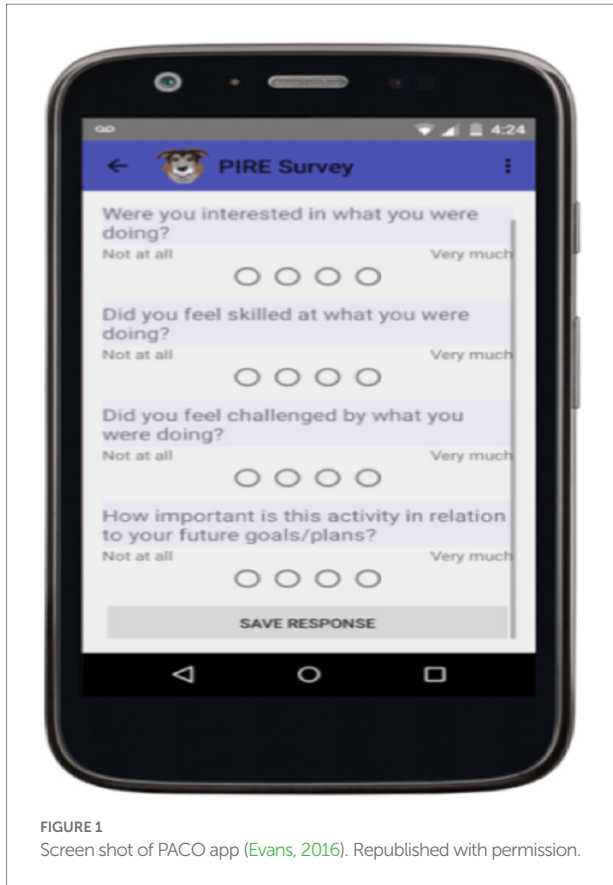 4:24
PIRE Survey
Were you interested in what you were
doing?
Not at all Very much
Did you feel skilled at what you were
doing?
Not at all Very much
Did you feel challenged by what you
were doing?
Not at all Very much
How important is this activity in relation
to your future goals/plans?
Not at all Very much
SAVE RESPONSE
FIGURE 1
Screen shot of PACO app (Evans, 2016). Republished with permission.